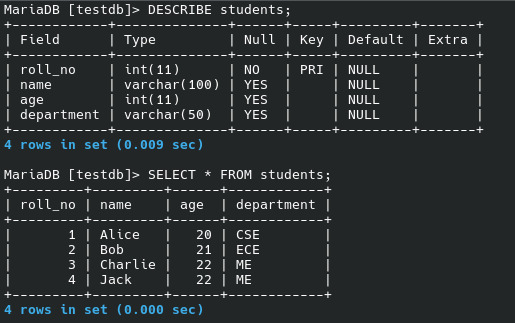 MariaDB [testdb]> DESCRIBE students;
+------------+--------------+------+-----+---------+-------+
| Field      | Type         | Null | Key | Default | Extra |
+------------+--------------+------+-----+---------+-------+
| roll_no    | int(11)      | NO   | PRI | NULL    |       |
| name       | varchar(100) | YES  |     | NULL    |       |
| age        | int(11)      | YES  |     | NULL    |       |
| department | varchar(50)  | YES  |     | NULL    |       |
+------------+--------------+------+-----+---------+-------+
4 rows in set (0.009 sec)

MariaDB [testdb]> SELECT * FROM students;
+---------+---------+------+------------+
| roll_no | name    | age  | department |
+---------+---------+------+------------+
|       1 | Alice   |   20 | CSE        |
|       2 | Bob     |   21 | ECE        |
|       3 | Charlie |   22 | ME         |
|       4 | Jack    |   22 | ME         |
+---------+---------+------+------------+
4 rows in set (0.000 sec)